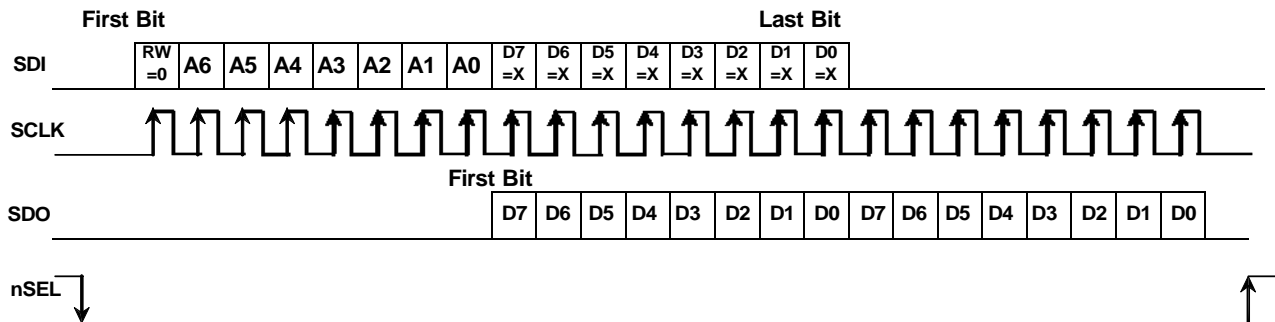 First Bit Last Bit
SDI RW =0 A6 A5 A4 A3 A2 A1 A0 D7 =X D6 =X D5 =X D4 =X D3 =X D2 =X D1 =X D0 =X
SCLK
First Bit
SDO D7 D6 D5 D4 D3 D2 D1 D0 D7 D6 D5 D4 D3 D2 D1 D0
nSEL